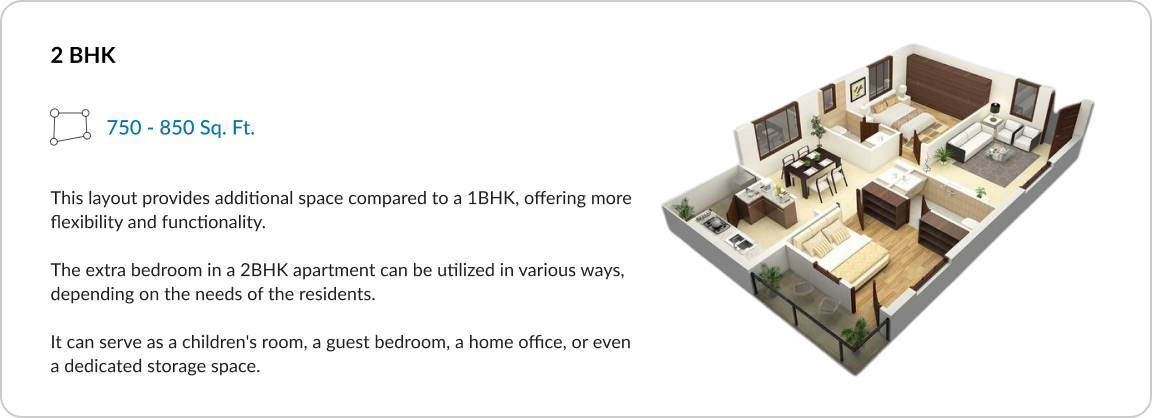 2 BHK
750 - 850 Sq. Ft.
This layout provides additional space compared to a 1BHK, offering more
flexibility and functionality.
The extra bedroom in a 2BHK apartment can be utilized in various ways,
depending on the needs of the residents.
It can serve as a children's room, a guest bedroom, a home office, or even
a dedicated storage space.